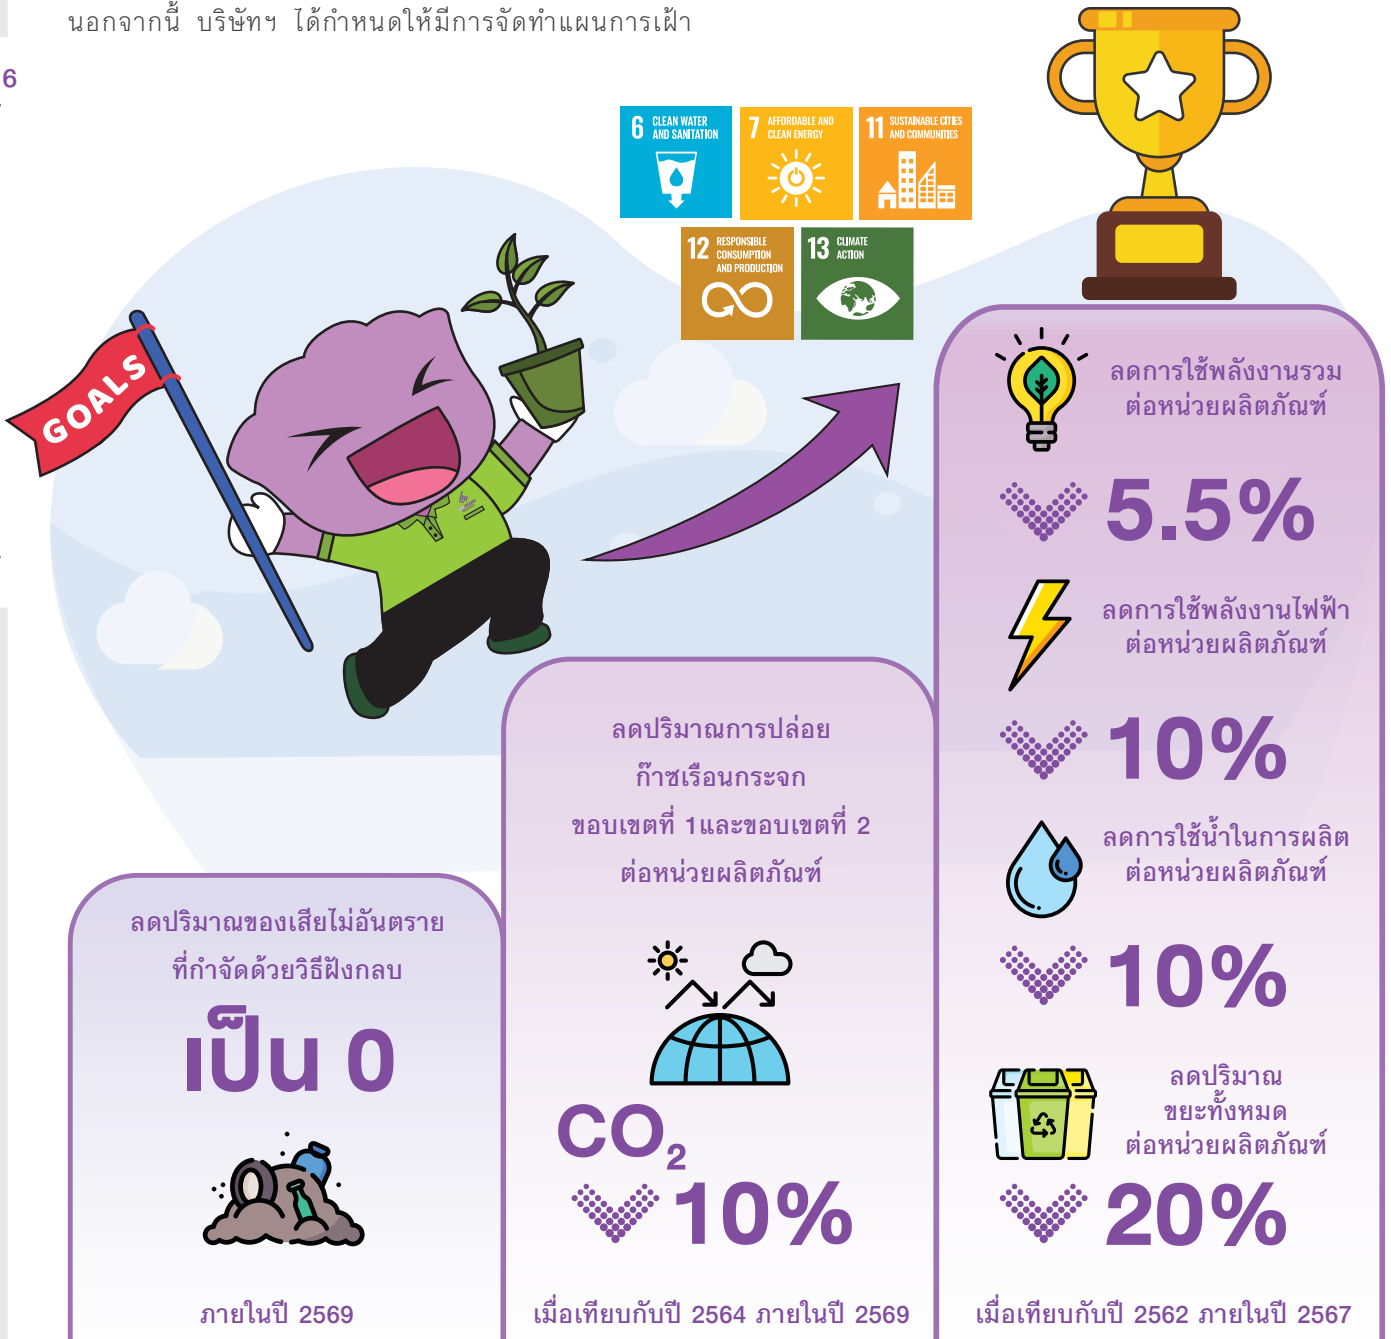 นอกจากนี้ บริษัทฯ ได้กำหนดให้มีการจัดทำแผนการเฝ้า
6
6 CLEAN WATER
AND SANITATION
7 AFFORDABLE AND
CLEAN ENERGY
11 SUSTAINABLE CITIES
AND COMMUNITIES
12 RESPONSIBLE
CONSUMPTION
AND PRODUCTION
13 CLIMATE
ACTION
GOALS
ลดการใช้พลังงานรวม
ต่อหน่วยผลิตภัณฑ์
5.5%
ลดการใช้พลังงานไฟฟ้า
ต่อหน่วยผลิตภัณฑ์
10%
ลดการใช้น้ำในการผลิต
ต่อหน่วยผลิตภัณฑ์
10%
ลดปริมาณ
ขยะทั้งหมด
ต่อหน่วยผลิตภัณฑ์
20%
เมื่อเทียบกับปี 2562 ภายในปี 2567
ลดปริมาณการปล่อย
ก๊าซเรือนกระจก
ขอบเขตที่ 1และขอบเขตที่ 2
ต่อหน่วยผลิตภัณฑ์
CO₂
10%
เมื่อเทียบกับปี 2564 ภายในปี 2569
ลดปริมาณของเสียไม่อันตราย
ที่กำจัดด้วยวิธีฝังกลบ
เป็น 0
ภายในปี 2569